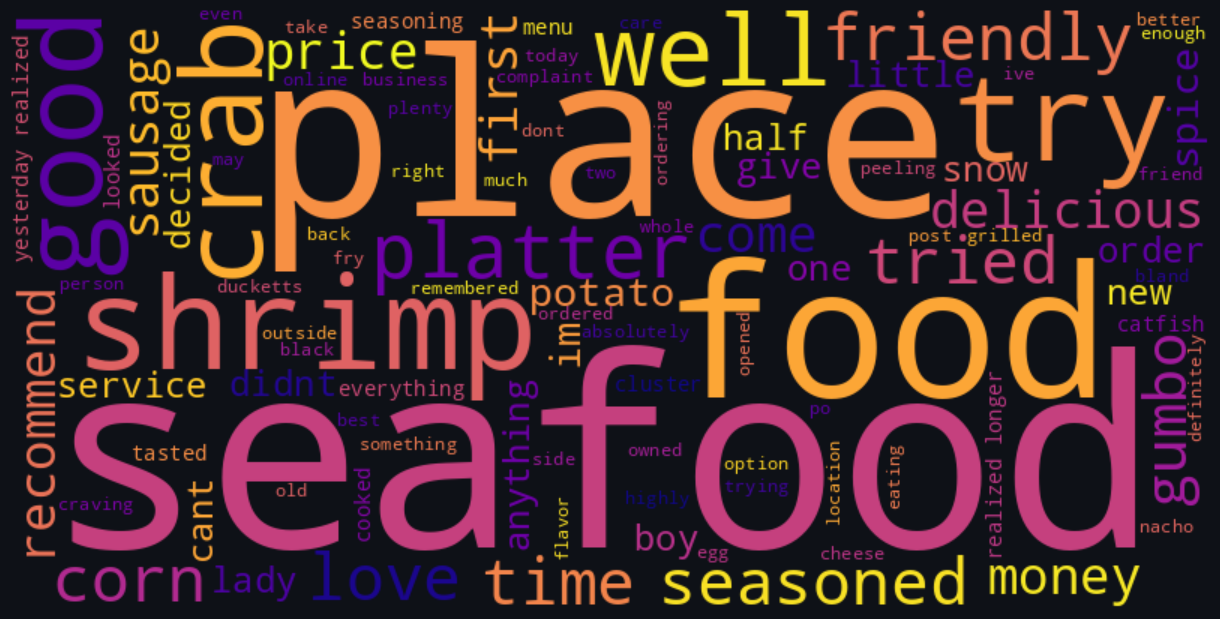 even
take
seasoning
first
menu
care
friendly
better
enough
good
sausage
crab
price
place
well
today
little
ive
spice
online business
complaint
yesterday realized
looked
decided
plenty
dont
ordering
half
try
may
right
much
two
give
peeling
snow
friend
delicious
back
platter
whole
come
post grilled
order
fry
one
tried
bland
person
ducketts
remembered
potato
food
new
shrimp
outside
black
ordered
im
absolutely
opened
catfish
recommend
service
didnt
everything
cluster
gumbo
definitely
seafood
best
anything
po
realized longer
tasted
something
side
owned
option
trying
location
eating
craving
cant
old
cooked
flavor
highly
boy
egg
cheese
nacho
corn
lady
love
time
seasoned
money